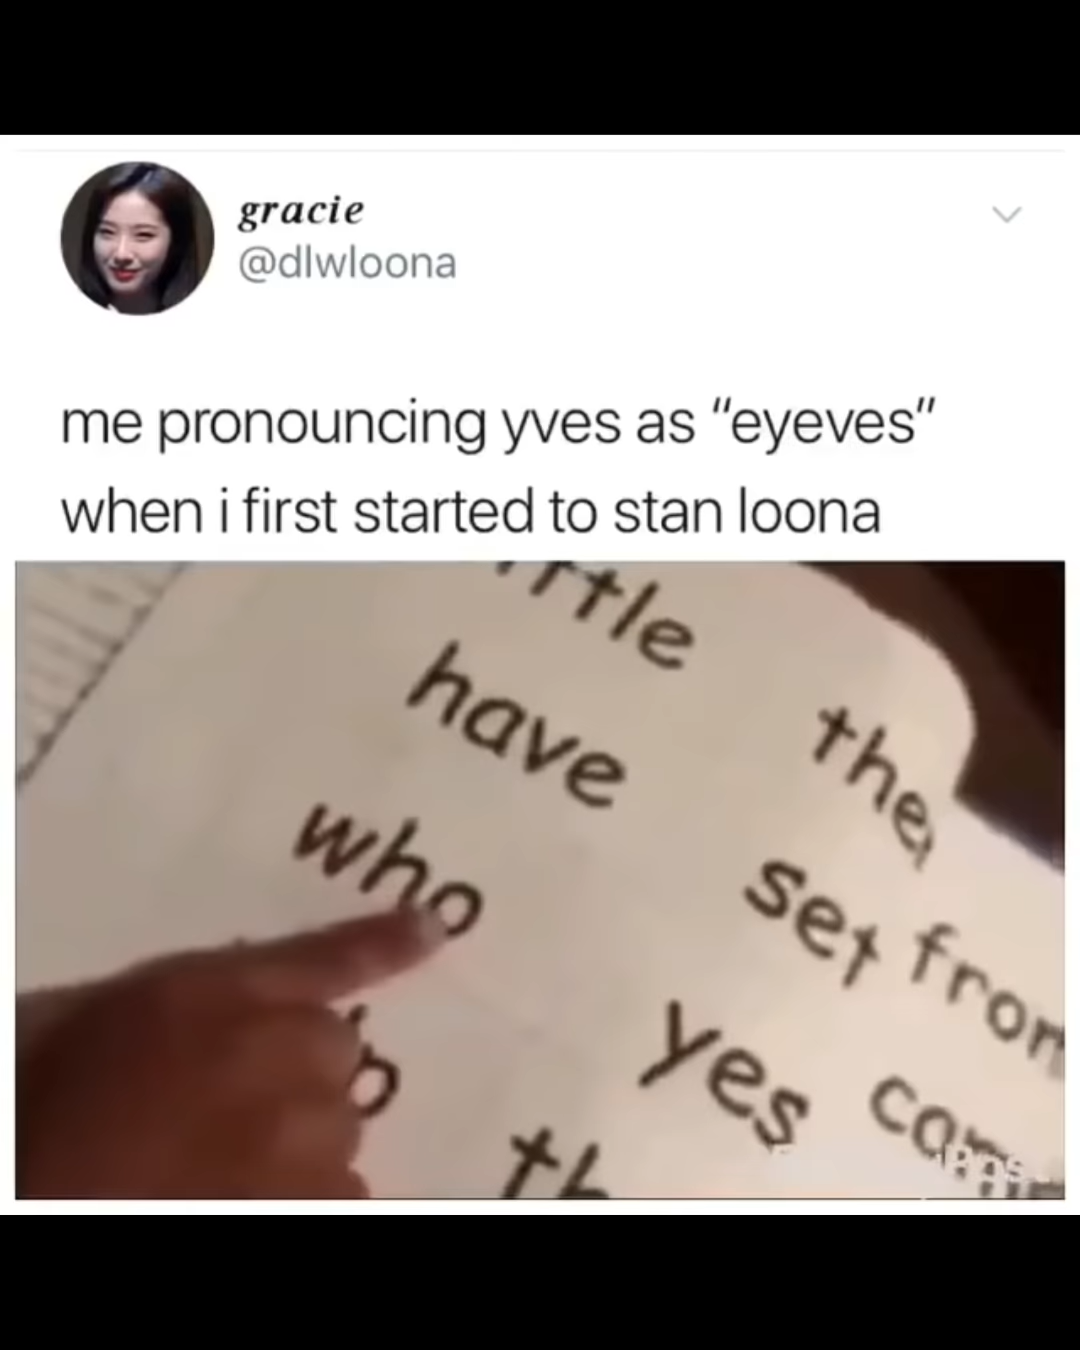 gracie
@dlwloona
me pronouncing yves as “eyeves”
when i first started to stan loona
have
the
who
set
from
yes